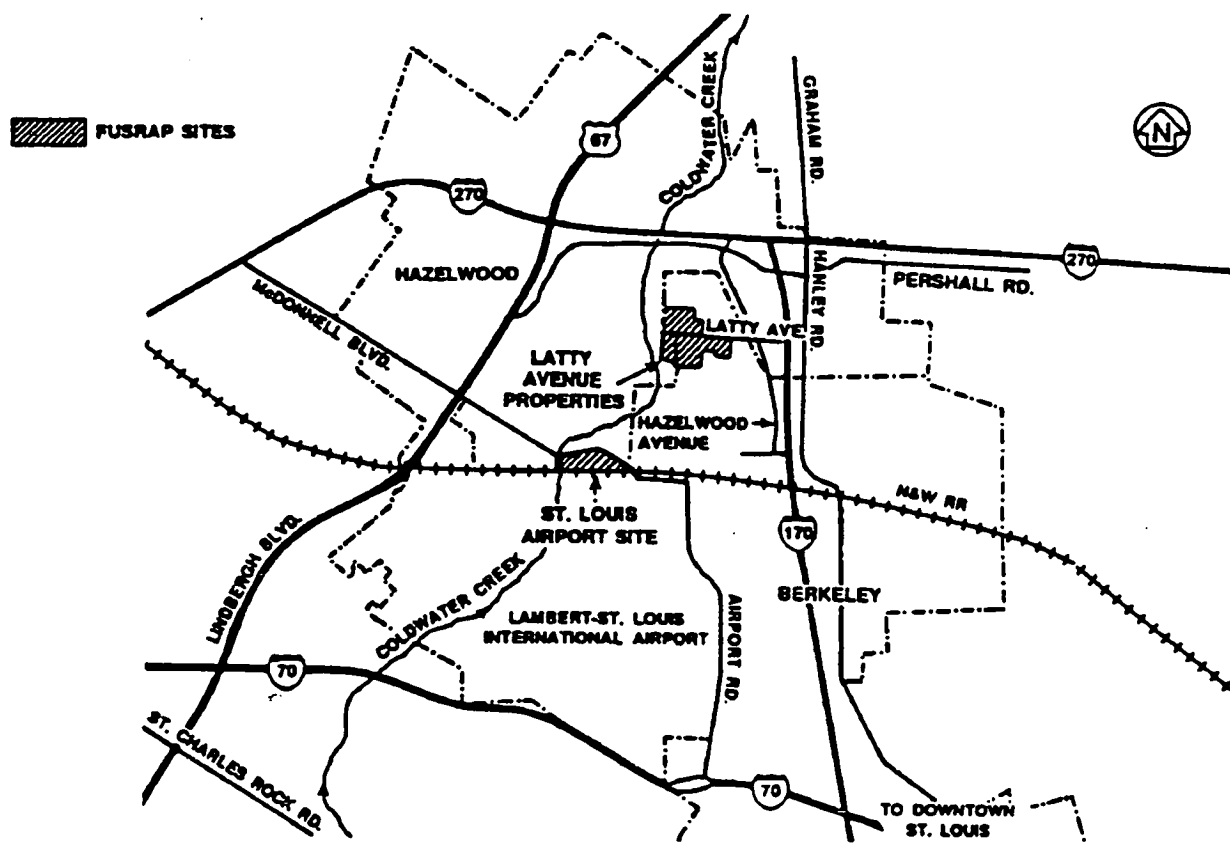 COLDWATER CREEK
GRAHAM RD.
FUSRAP SITES
67
N
270
HAZELWOOD
HANLEY RD.
270
PERSHALL RD.
McDONNELL BLVD.
LATTY AVE
LATTY
AVENUE
PROPERTIES
HAZELWOOD
AVENUE
N&W RR
ST. LOUIS
AIRPORT SITE
170
LINDBERGH BLVD.
COLDWATER CREEK
BERKELEY
LAMBERT-ST. LOUIS
INTERNATIONAL AIRPORT
AIRPORT RD.
70
ST. CHARLES ROCK RD.
70
TO DOWNTOWN
ST. LOUIS